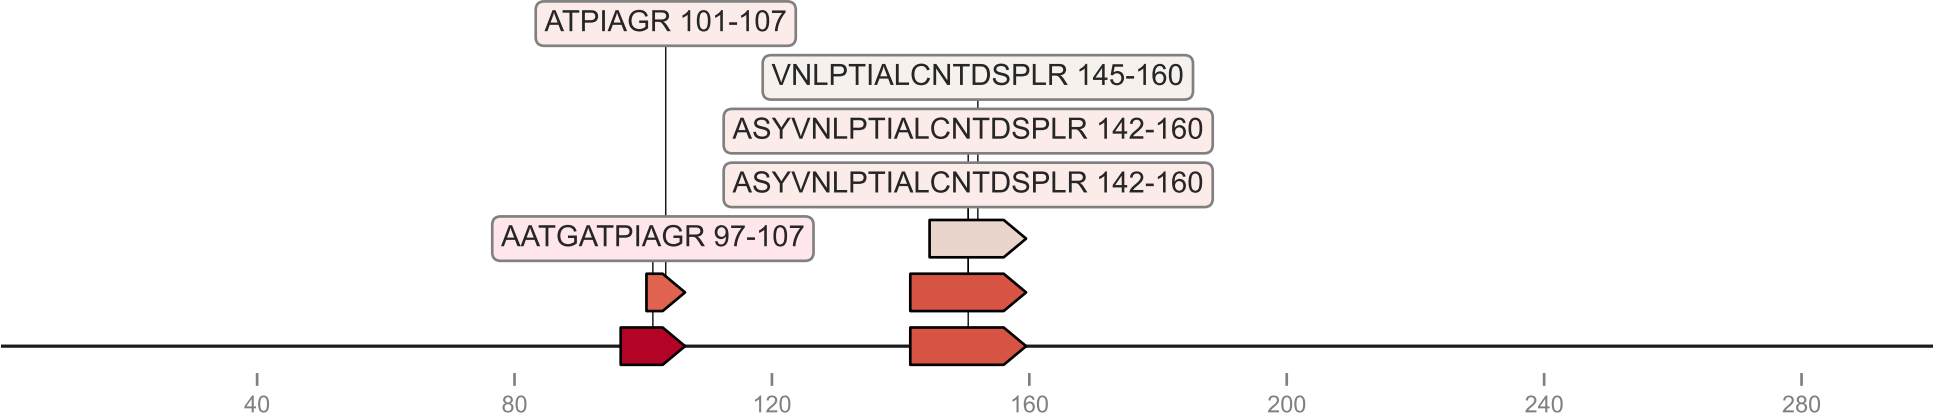 ATPIAGR 101-107
VNLPTIALCNTDSPLR 145-160
ASYVNLPTIALCNTDSPLR 142-160
ASYVNLPTIALCNTDSPLR 142-160
AATGATPIAGR 97-107
40 80 120 160 200 240 280